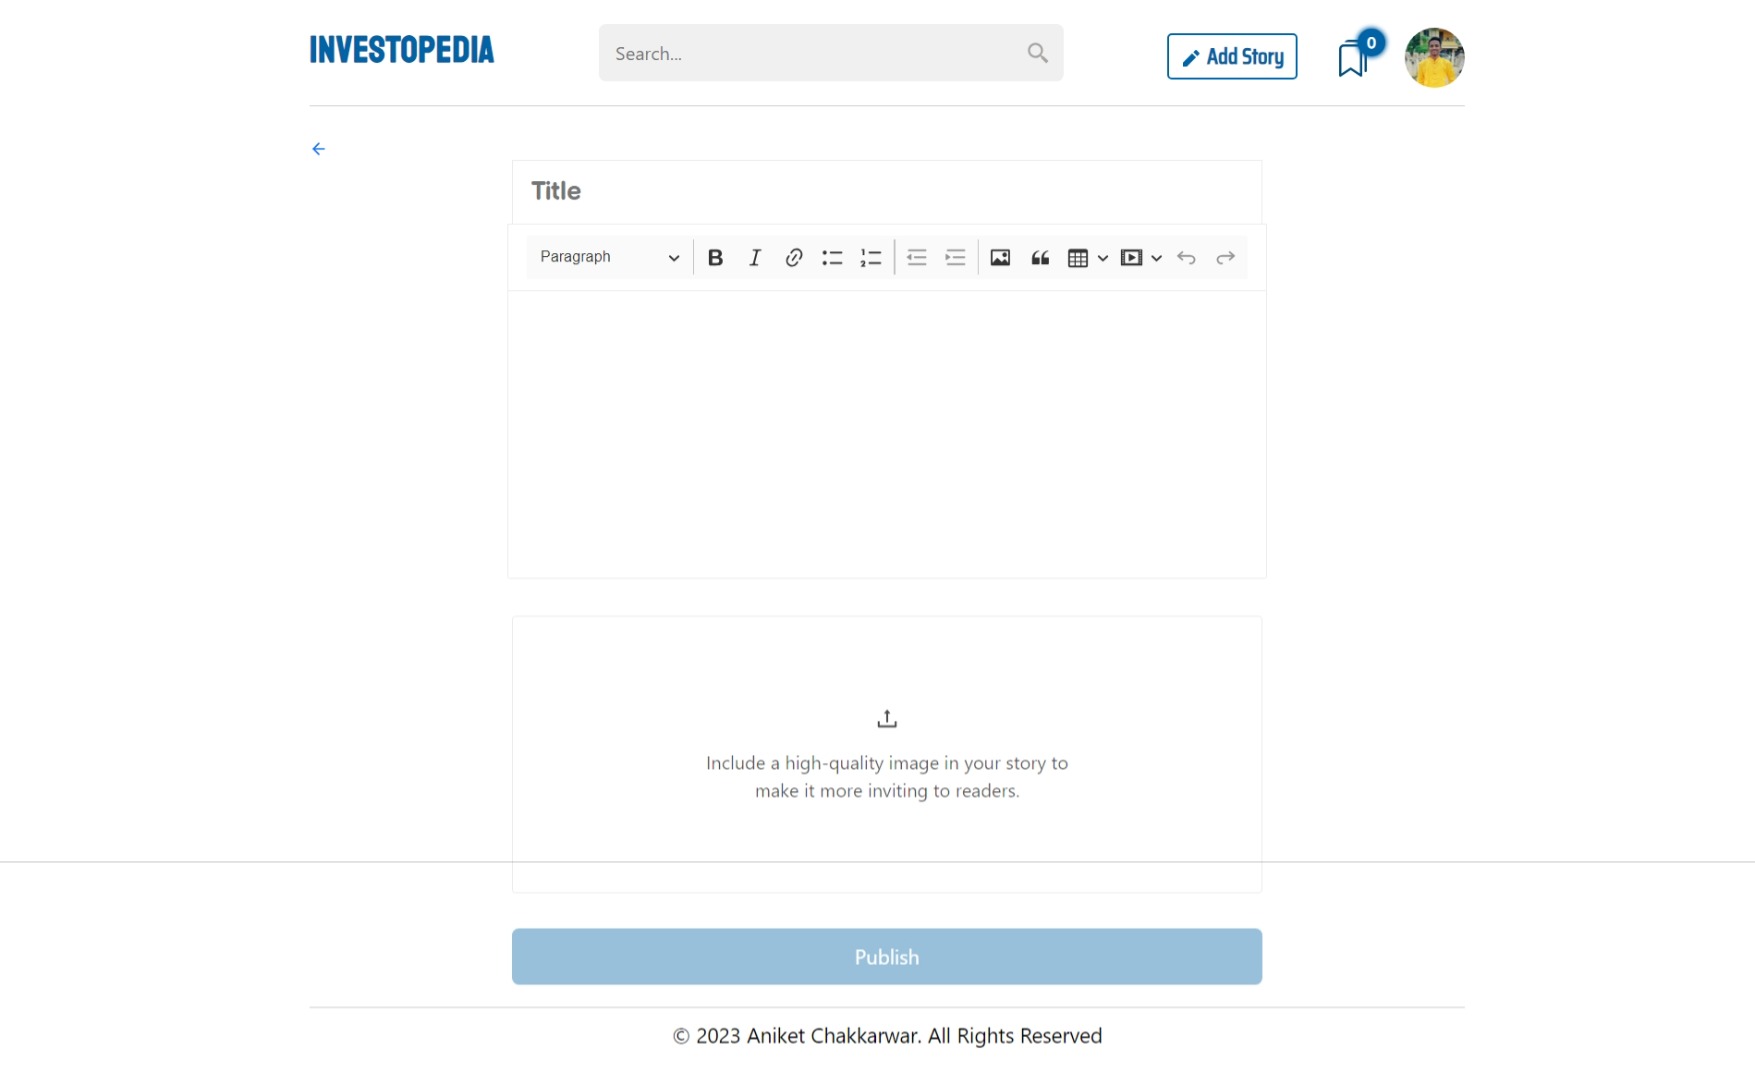 INVESTOPEDIA
Search...
Add Story
0
Title
Paragraph
Include a high-quality image in your story to
make it more inviting to readers.
Publish
© 2023 Aniket Chakkarwar. All Rights Reserved